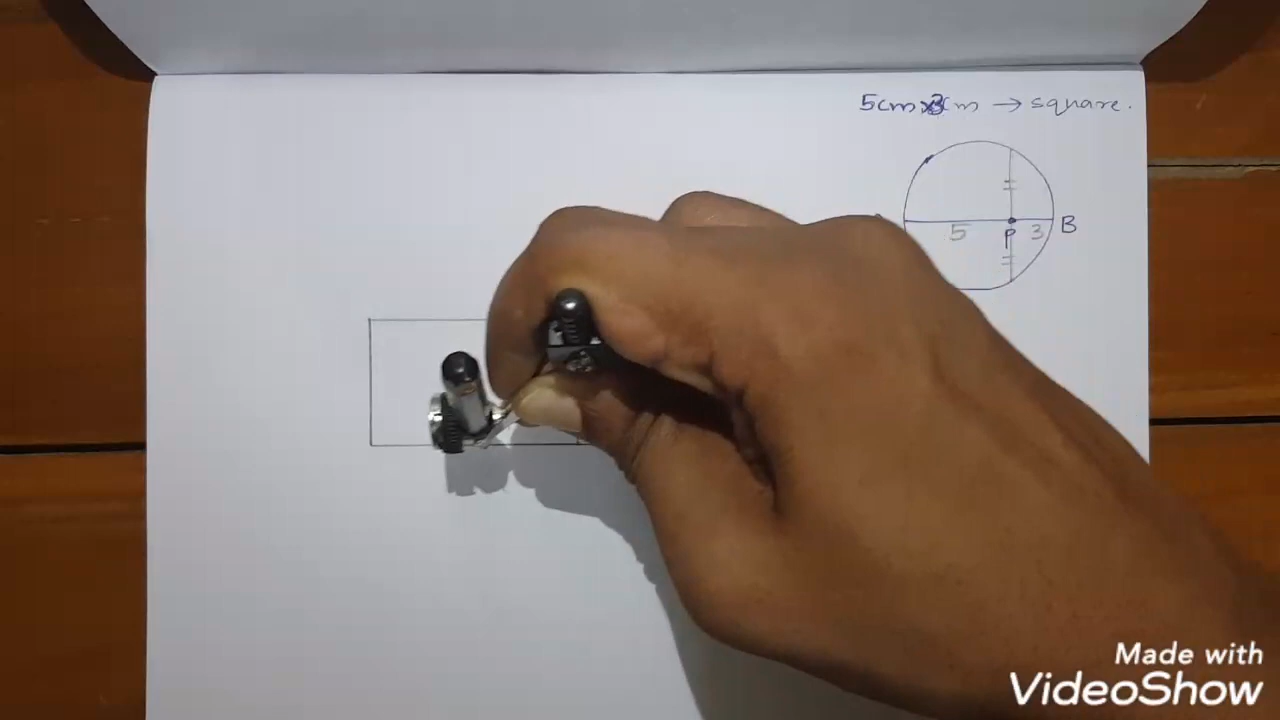 5cm x 3cm → square.
B
5 P 3
Made with
VideoShow